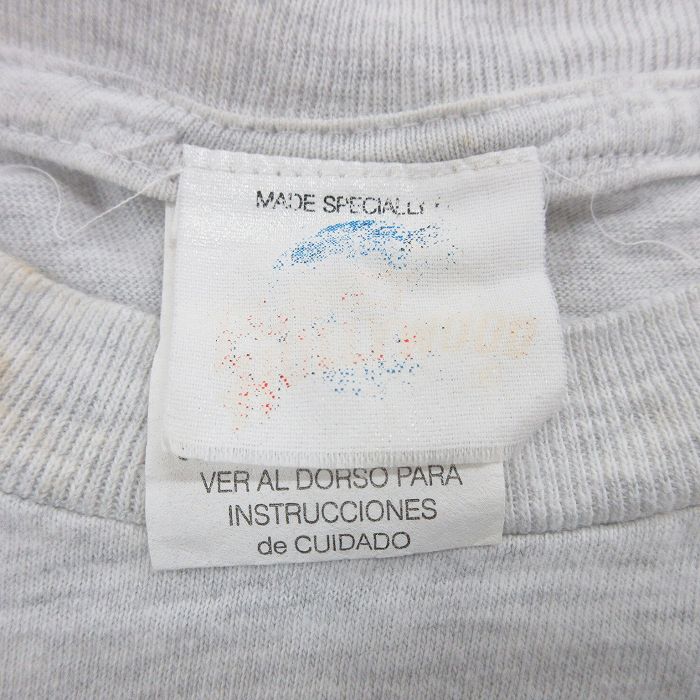 MADE SPECIALLY
VER AL DORSO PARA
INSTRUCCIONES
de CUIDADO